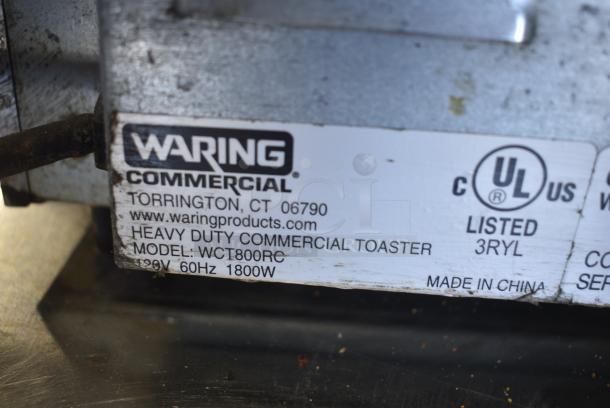 WARING
COMMERCIAL®
TORRINGTON, CT 06790
www.waringproducts.com
HEAVY DUTY COMMERCIAL TOASTER
MODEL: WCT800RC
120V 60Hz 1800W
C UL® US
LISTED
3RYL
MADE IN CHINA